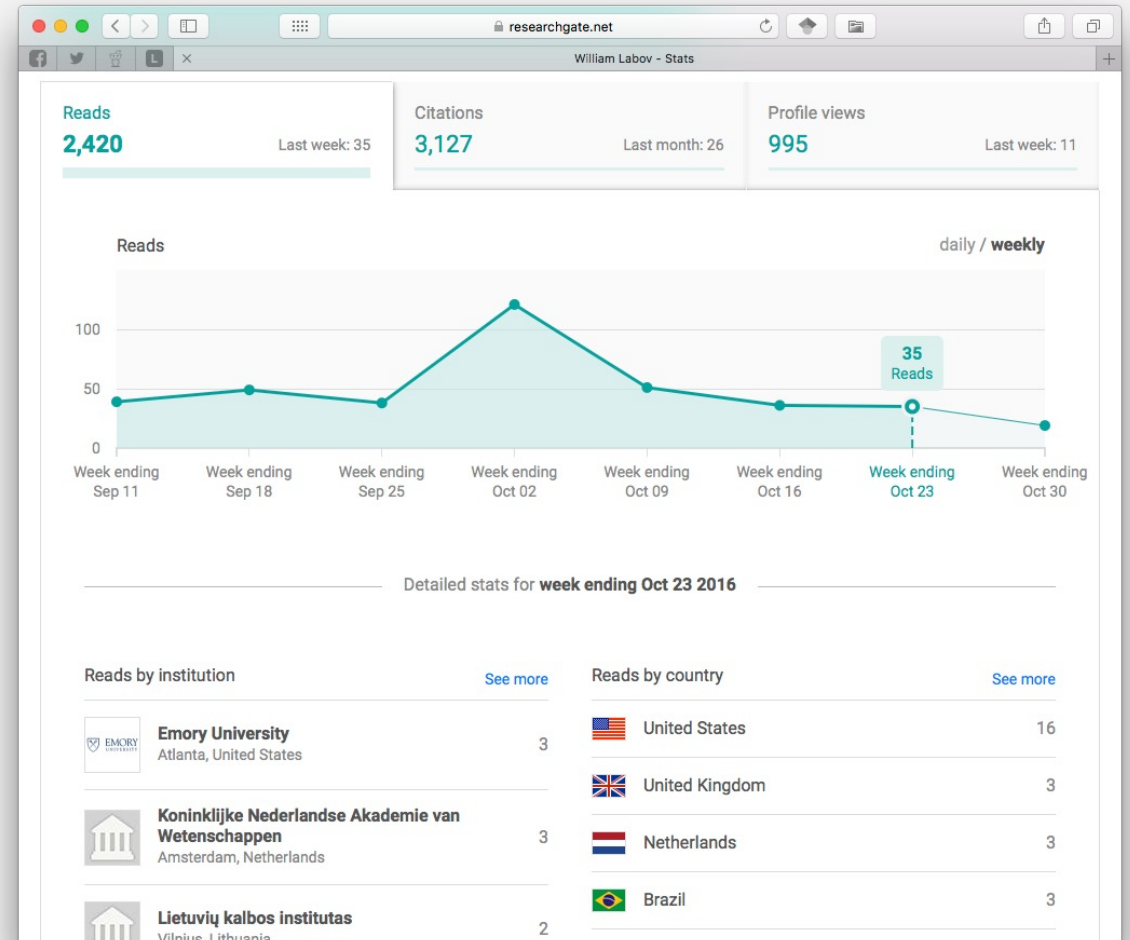 researchgate.net
William Labov - Stats
Reads
2,420
Last week: 35
Citations
3,127
Last month: 26
Profile views
995
Last week: 11
Reads
daily / weekly
100
50
0
35
Reads
Week ending
Sep 11
Week ending
Sep 18
Week ending
Sep 25
Week ending
Oct 02
Week ending
Oct 09
Week ending
Oct 16
Week ending
Oct 23
Week ending
Oct 30
Detailed stats for week ending Oct 23 2016
Reads by institution
See more
EMORY
UNIVERSITY
Emory University
Atlanta, United States
3
Koninklijke Nederlandse Akademie van
Wetenschappen
Amsterdam, Netherlands
3
Lietuvių kalbos institutas
Vilnius, Lithuania
2
Reads by country
See more
United States
16
United Kingdom
3
Netherlands
3
Brazil
3